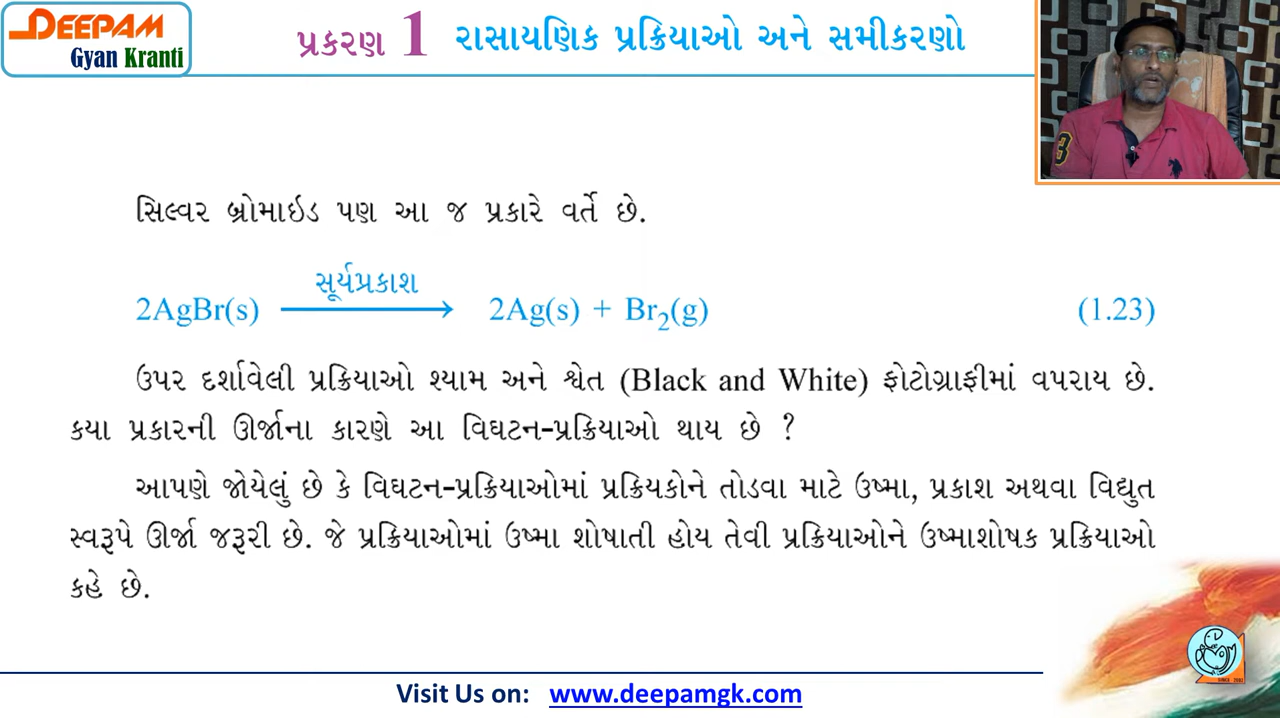 DEEPAM
Gyan Kranti
પ્રકરણ 1 રાસાયણિક પ્રક્રિયાઓ અને સમીકરણો
3
સિલ્વર બ્રોમાઇડ પણ આ જ પ્રકારે વર્તે છે.
સૂર્યપ્રકાશ
2AgBr(s) ⟶ 2Ag(s) + Br₂(g) (1.23)
ઉપર દર્શાવેલી પ્રક્રિયાઓ શ્યામ અને શ્વેત (Black and White) ફોટોગ્રાફીમાં વપરાય છે.
કયા પ્રકારની ઊર્જાના કારણે આ વિઘટન-પ્રક્રિયાઓ થાય છે ?
આપણે જોયેલું છે કે વિઘટન-પ્રક્રિયાઓમાં પ્રક્રિયકોને તોડવા માટે ઉષ્મા, પ્રકાશ અથવા વિદ્યુત
સ્વરૂપે ઊર્જા જરૂરી છે. જે પ્રક્રિયાઓમાં ઉષ્મા શોષાતી હોય તેવી પ્રક્રિયાઓને ઉષ્માશોષક પ્રક્રિયાઓ
કહે છે.
Visit Us on: www.deepamgk.com